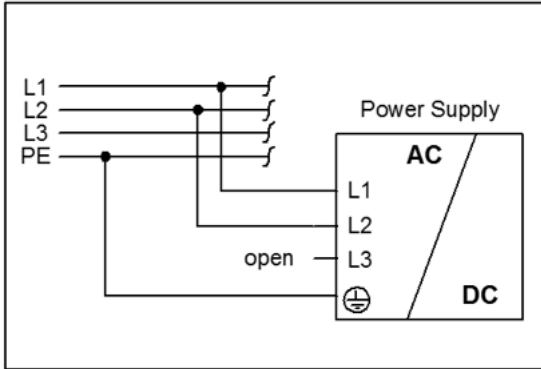 L1
L2
L3
PE
Power Supply
AC
L1
L2
open L3
DC